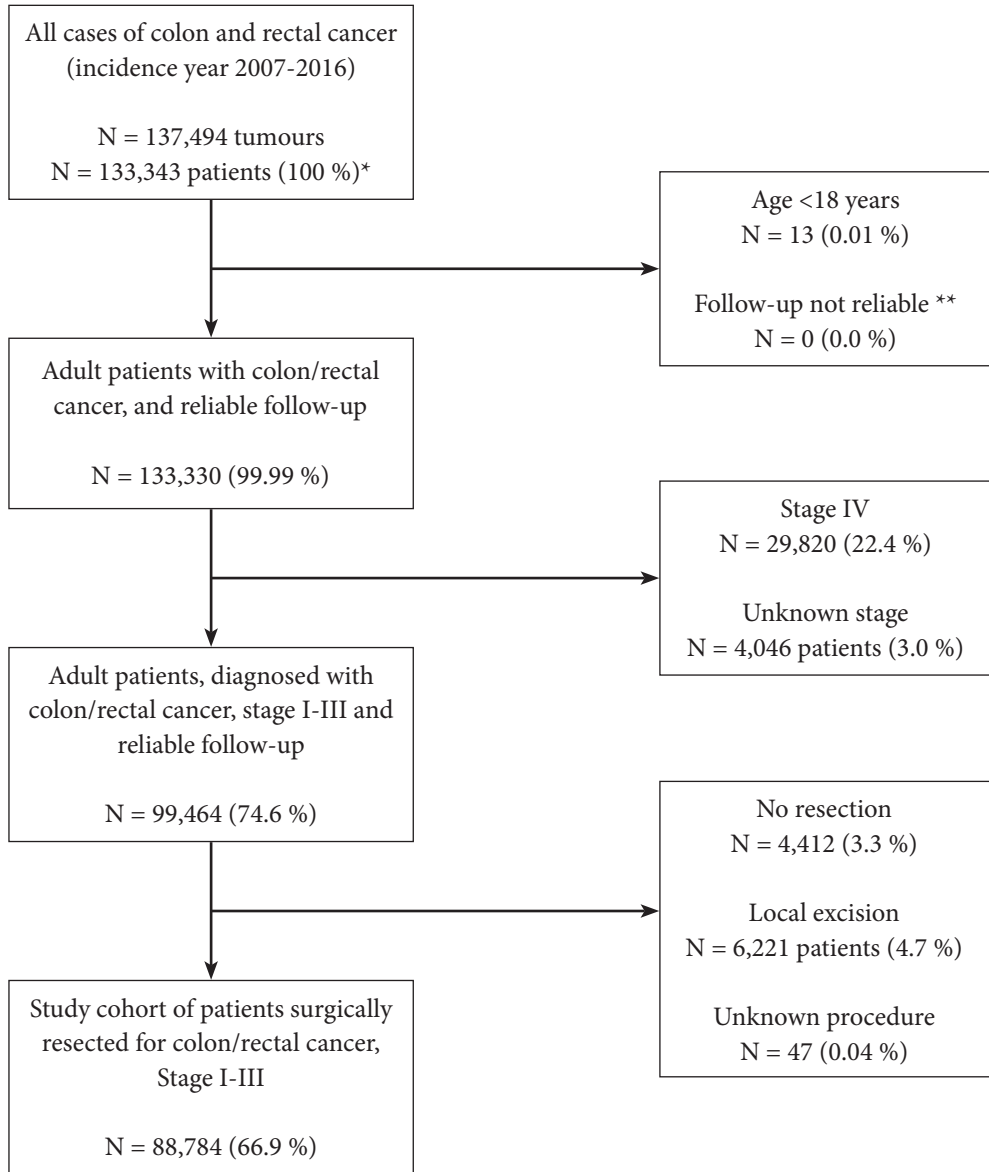 All cases of colon and rectal cancer
(incidence year 2007-2016)
N = 137,494 tumours
N = 133,343 patients (100 %)*
Age <18 years
N = 13 (0.01 %)
Follow-up not reliable **
N = 0 (0.0 %)
Adult patients with colon/rectal
cancer, and reliable follow-up
N = 133,330 (99.99 %)
Stage IV
N = 29,820 (22.4 %)
Unknown stage
N = 4,046 patients (3.0 %)
Adult patients, diagnosed with
colon/rectal cancer, stage I-III and
reliable follow-up
N = 99,464 (74.6 %)
No resection
N = 4,412 (3.3 %)
Local excision
N = 6,221 patients (4.7 %)
Unknown procedure
N = 47 (0.04 %)
Study cohort of patients surgically
resected for colon/rectal cancer,
Stage I-III
N = 88,784 (66.9 %)